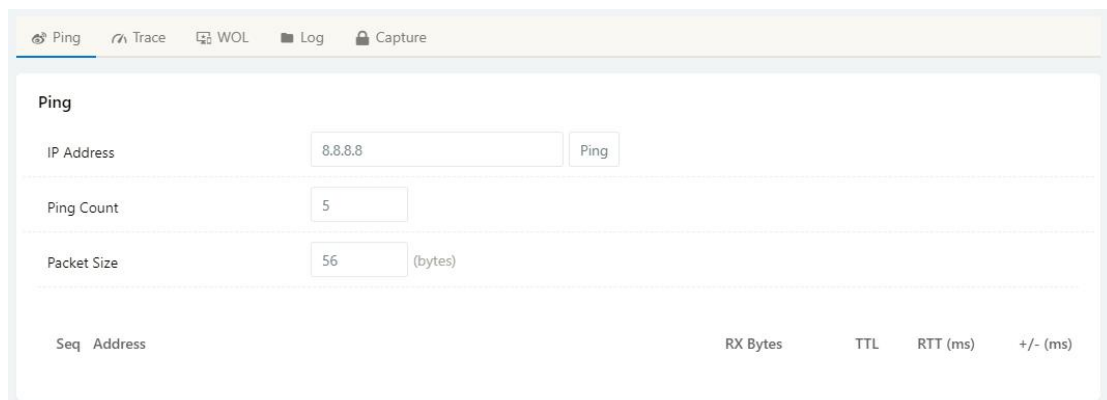 Ping Trace WOL Log Capture
Ping
IP Address 8.8.8.8 Ping
Ping Count 5
Packet Size 56 (bytes)
Seq Address RX Bytes TTL RTT (ms) +/- (ms)